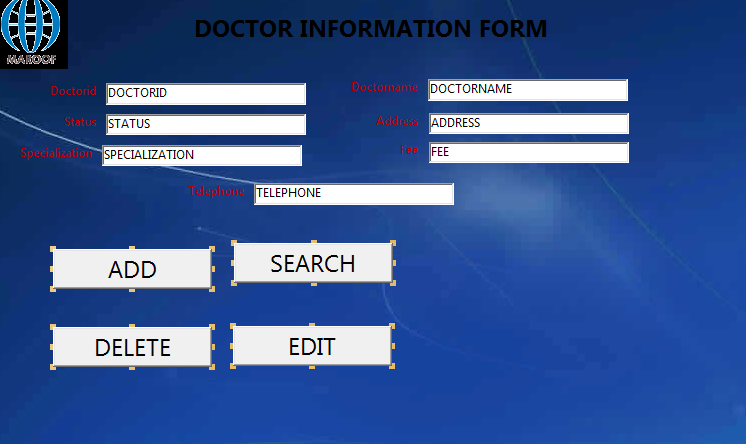 DOCTOR INFORMATION FORM
MAROOF
Doctorid DOCTORID
Doctorname DOCTORNAME
Status STATUS
Address ADDRESS
Specialization SPECIALIZATION
Fee FEE
Telephone TELEPHONE
ADD
SEARCH
DELETE
EDIT